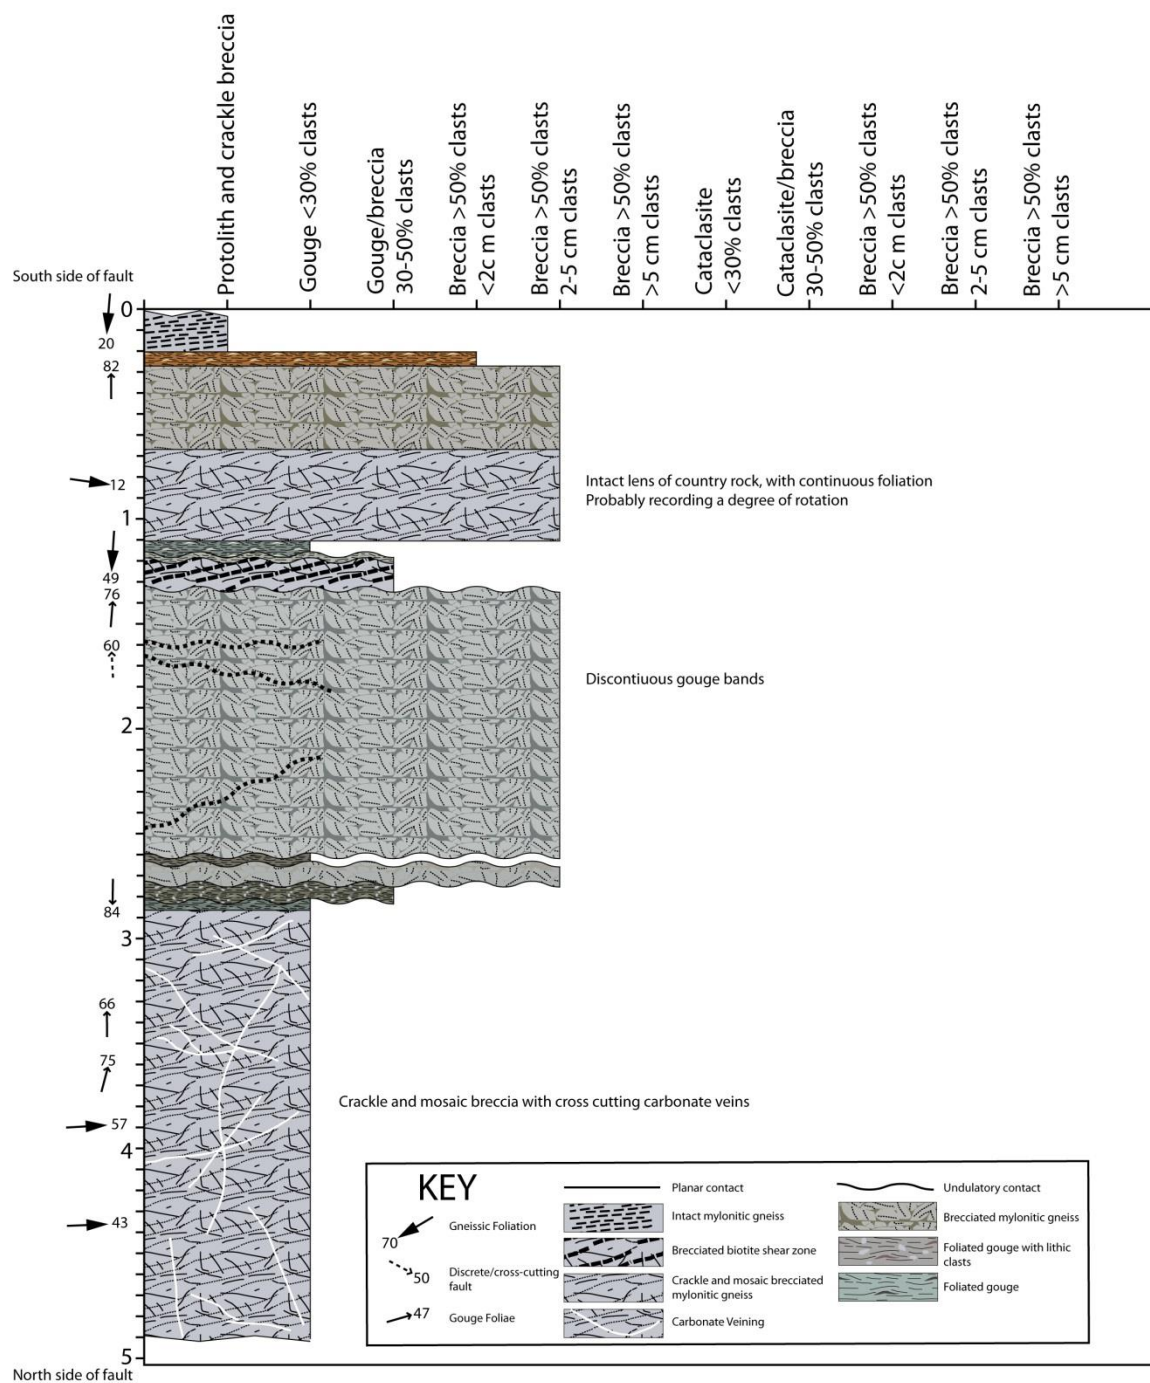 Protolith and crackle breccia
Gouge <30% clasts
Gouge/breccia
30-50% clasts
Breccia >50% clasts
<2c m clasts
Breccia >50% clasts
2-5 cm clasts
Breccia >50% clasts
>5 cm clasts
Cataclasite
<30% clasts
Cataclasite/breccia
30-50% clasts
Breccia >50% clasts
<2c m clasts
Breccia >50% clasts
2-5 cm clasts
Breccia >50% clasts
>5 cm clasts
South side of fault
0
20
82
12
Intact lens of country rock, with continuous foliation
Probably recording a degree of rotation
1
49
76
60
Discontiuous gouge bands
2
84
3
66
75
57
Crackle and mosaic breccia with cross cutting carbonate veins
4
43
5
North side of fault
KEY
70
Gneissic Foliation
50
Discrete/cross-cutting
fault
47
Gouge Foliae
Planar contact
Intact mylonitic gneiss
Brecciated biotite shear zone
Crackle and mosaic brecciated
mylonitic gneiss
Carbonate Veining
Undulatory contact
Brecciated mylonitic gneiss
Foliated gouge with lithic
clasts
Foliated gouge